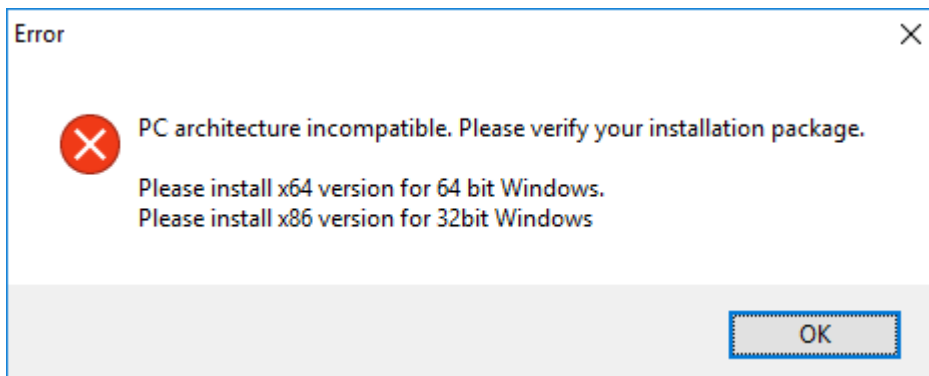 Error
PC architecture incompatible. Please verify your installation package.
Please install x64 version for 64 bit Windows.
Please install x86 version for 32bit Windows
OK